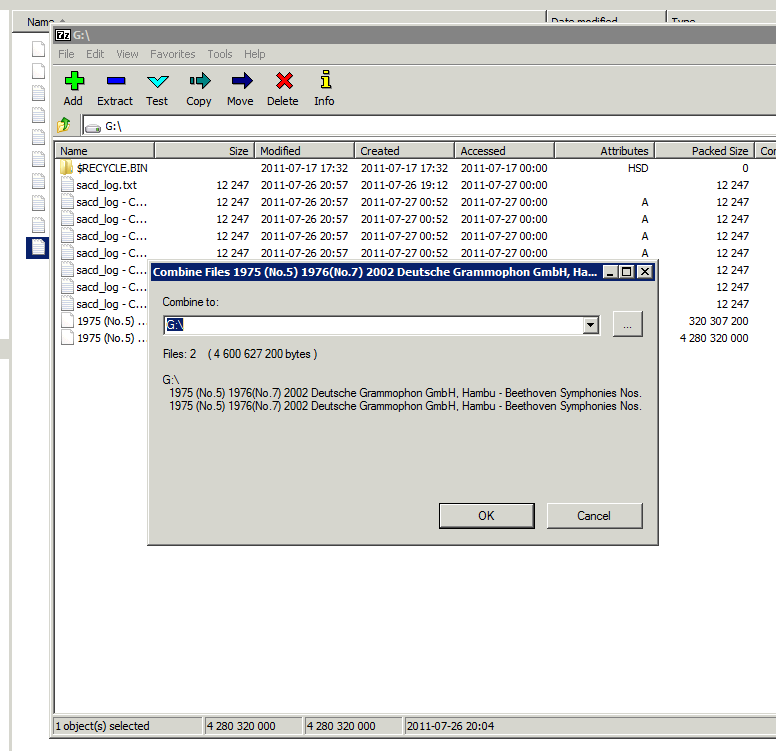 Name Date modified Type
7z G:\
File Edit View Favorites Tools Help
Add Extract Test Copy Move Delete Info
G:\
Name Size Modified Created Accessed Attributes Packed Size Co
$RECYCLE.BIN 2011-07-17 17:32 2011-07-17 17:32 2011-07-17 00:00 HSD 0
sacd_log.txt 12 247 2011-07-26 20:57 2011-07-26 19:12 2011-07-26 00:00 12 247
sacd_log - C... 12 247 2011-07-26 20:57 2011-07-27 00:52 2011-07-27 00:00 A 12 247
sacd_log - C... 12 247 2011-07-26 20:57 2011-07-27 00:52 2011-07-27 00:00 A 12 247
sacd_log - C... 12 247 2011-07-26 20:57 2011-07-27 00:52 2011-07-27 00:00 A 12 247
sacd_log - C... 12 247 2011-07-26 20:57 2011-07-27 00:52 2011-07-27 00:00 A 12 247
sacd_log - C... 12 247
sacd_log - C... 12 247
sacd_log - C... 12 247
1975 (No.5) ... 320 307 200
1975 (No.5) ... 4 280 320 000
Combine Files 1975 (No.5) 1976(No.7) 2002 Deutsche Grammophon GmbH, Ha...
Combine to:
G:\
...
Files: 2 ( 4 600 627 200 bytes )
G:\
1975 (No.5) 1976(No.7) 2002 Deutsche Grammophon GmbH, Hambu - Beethoven Symphonies Nos.
1975 (No.5) 1976(No.7) 2002 Deutsche Grammophon GmbH, Hambu - Beethoven Symphonies Nos.
OK Cancel
1 object(s) selected 4 280 320 000 4 280 320 000 2011-07-26 20:04